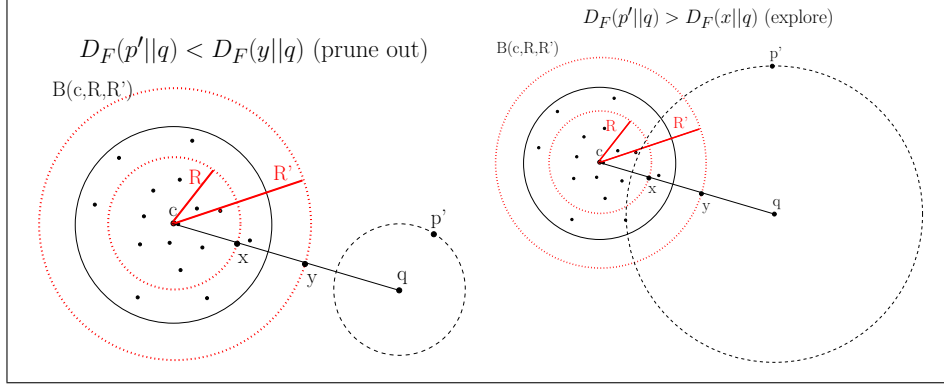 D_F(p'||q) < D_F(y||q) (prune out)
B(c,R,R')
R
R'
c
x
y
q
p'
D_F(p'||q) > D_F(x||q) (explore)
B(c,R,R')
p'
R
R'
c
x
y
q